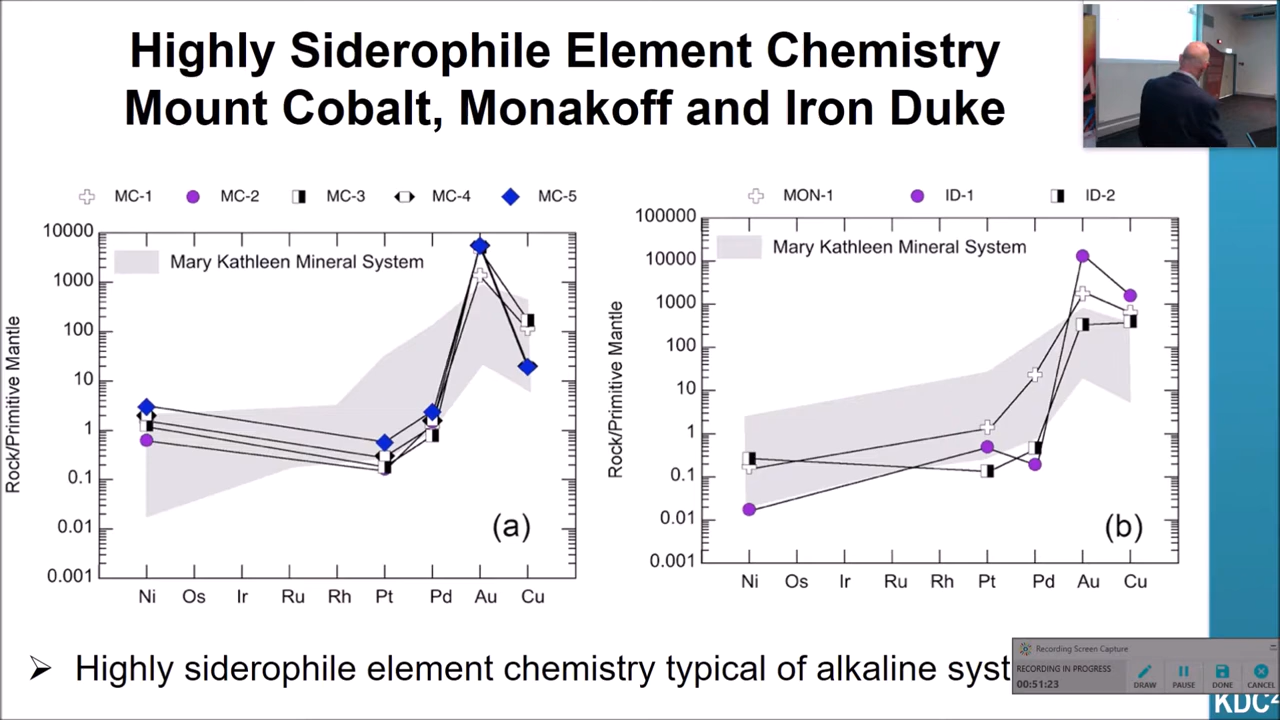 Highly Siderophile Element Chemistry
Mount Cobalt, Monakoff and Iron Duke
MC-1 MC-2 MC-3 MC-4 MC-5
Rock/Primitive Mantle
10000
1000
100
10
1
0.1
0.01
0.001
Mary Kathleen Mineral System
(a)
Ni Os Ir Ru Rh Pt Pd Au Cu
MON-1 ID-1 ID-2
Rock/Primitive Mantle
100000
10000
1000
100
10
1
0.1
0.01
0.001
Mary Kathleen Mineral System
(b)
Ni Os Ir Ru Rh Pt Pd Au Cu
➢ Highly siderophile element chemistry typical of alkaline syst
Recording Screen Capture
RECORDING IN PROGRESS
00:51:23
DRAW PAUSE DONE CANCEL
KDC²